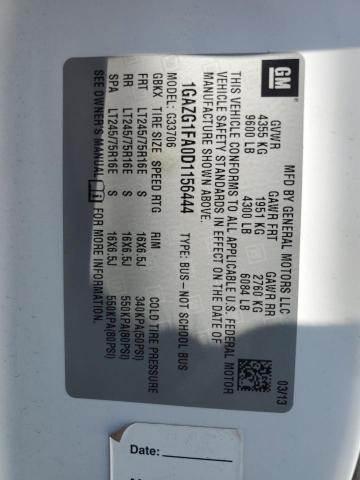 GM
MFD BY GENERAL MOTORS LLC
03/13
GVWR GAWR FRT GAWR RR
4355 KG 1951 KG 2760 KG
9600 LB 4300 LB 6084 LB
THIS VEHICLE CONFORMS TO ALL APPLICABLE U.S. FEDERAL MOTOR
VEHICLE SAFETY STANDARDS IN EFFECT ON THE DATE OF
MANUFACTURE SHOWN ABOVE.
1GAZG1FA0D1156444 TYPE: BUS-NOT SCHOOL BUS
MODEL: G33706
GBKX TIRE SIZE SPEED RTG RIM COLD TIRE PRESSURE
FRT LT245/75R16E S 16X6.5J 340KPA(50PSI)
RR LT245/75R16E S 16X6.5J 550KPA(80PSI)
SPA LT245/75R16E S 16X6.5J 550KPA(80PSI)
SEE OWNER'S MANUAL FOR MORE INFORMATION.
Date: